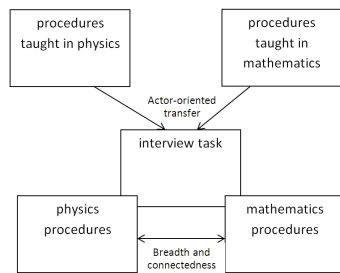 procedures
taught in physics
procedures
taught in
mathematics
Actor-oriented
transfer
interview task
physics
procedures
mathematics
procedures
Breadth and
connectedness